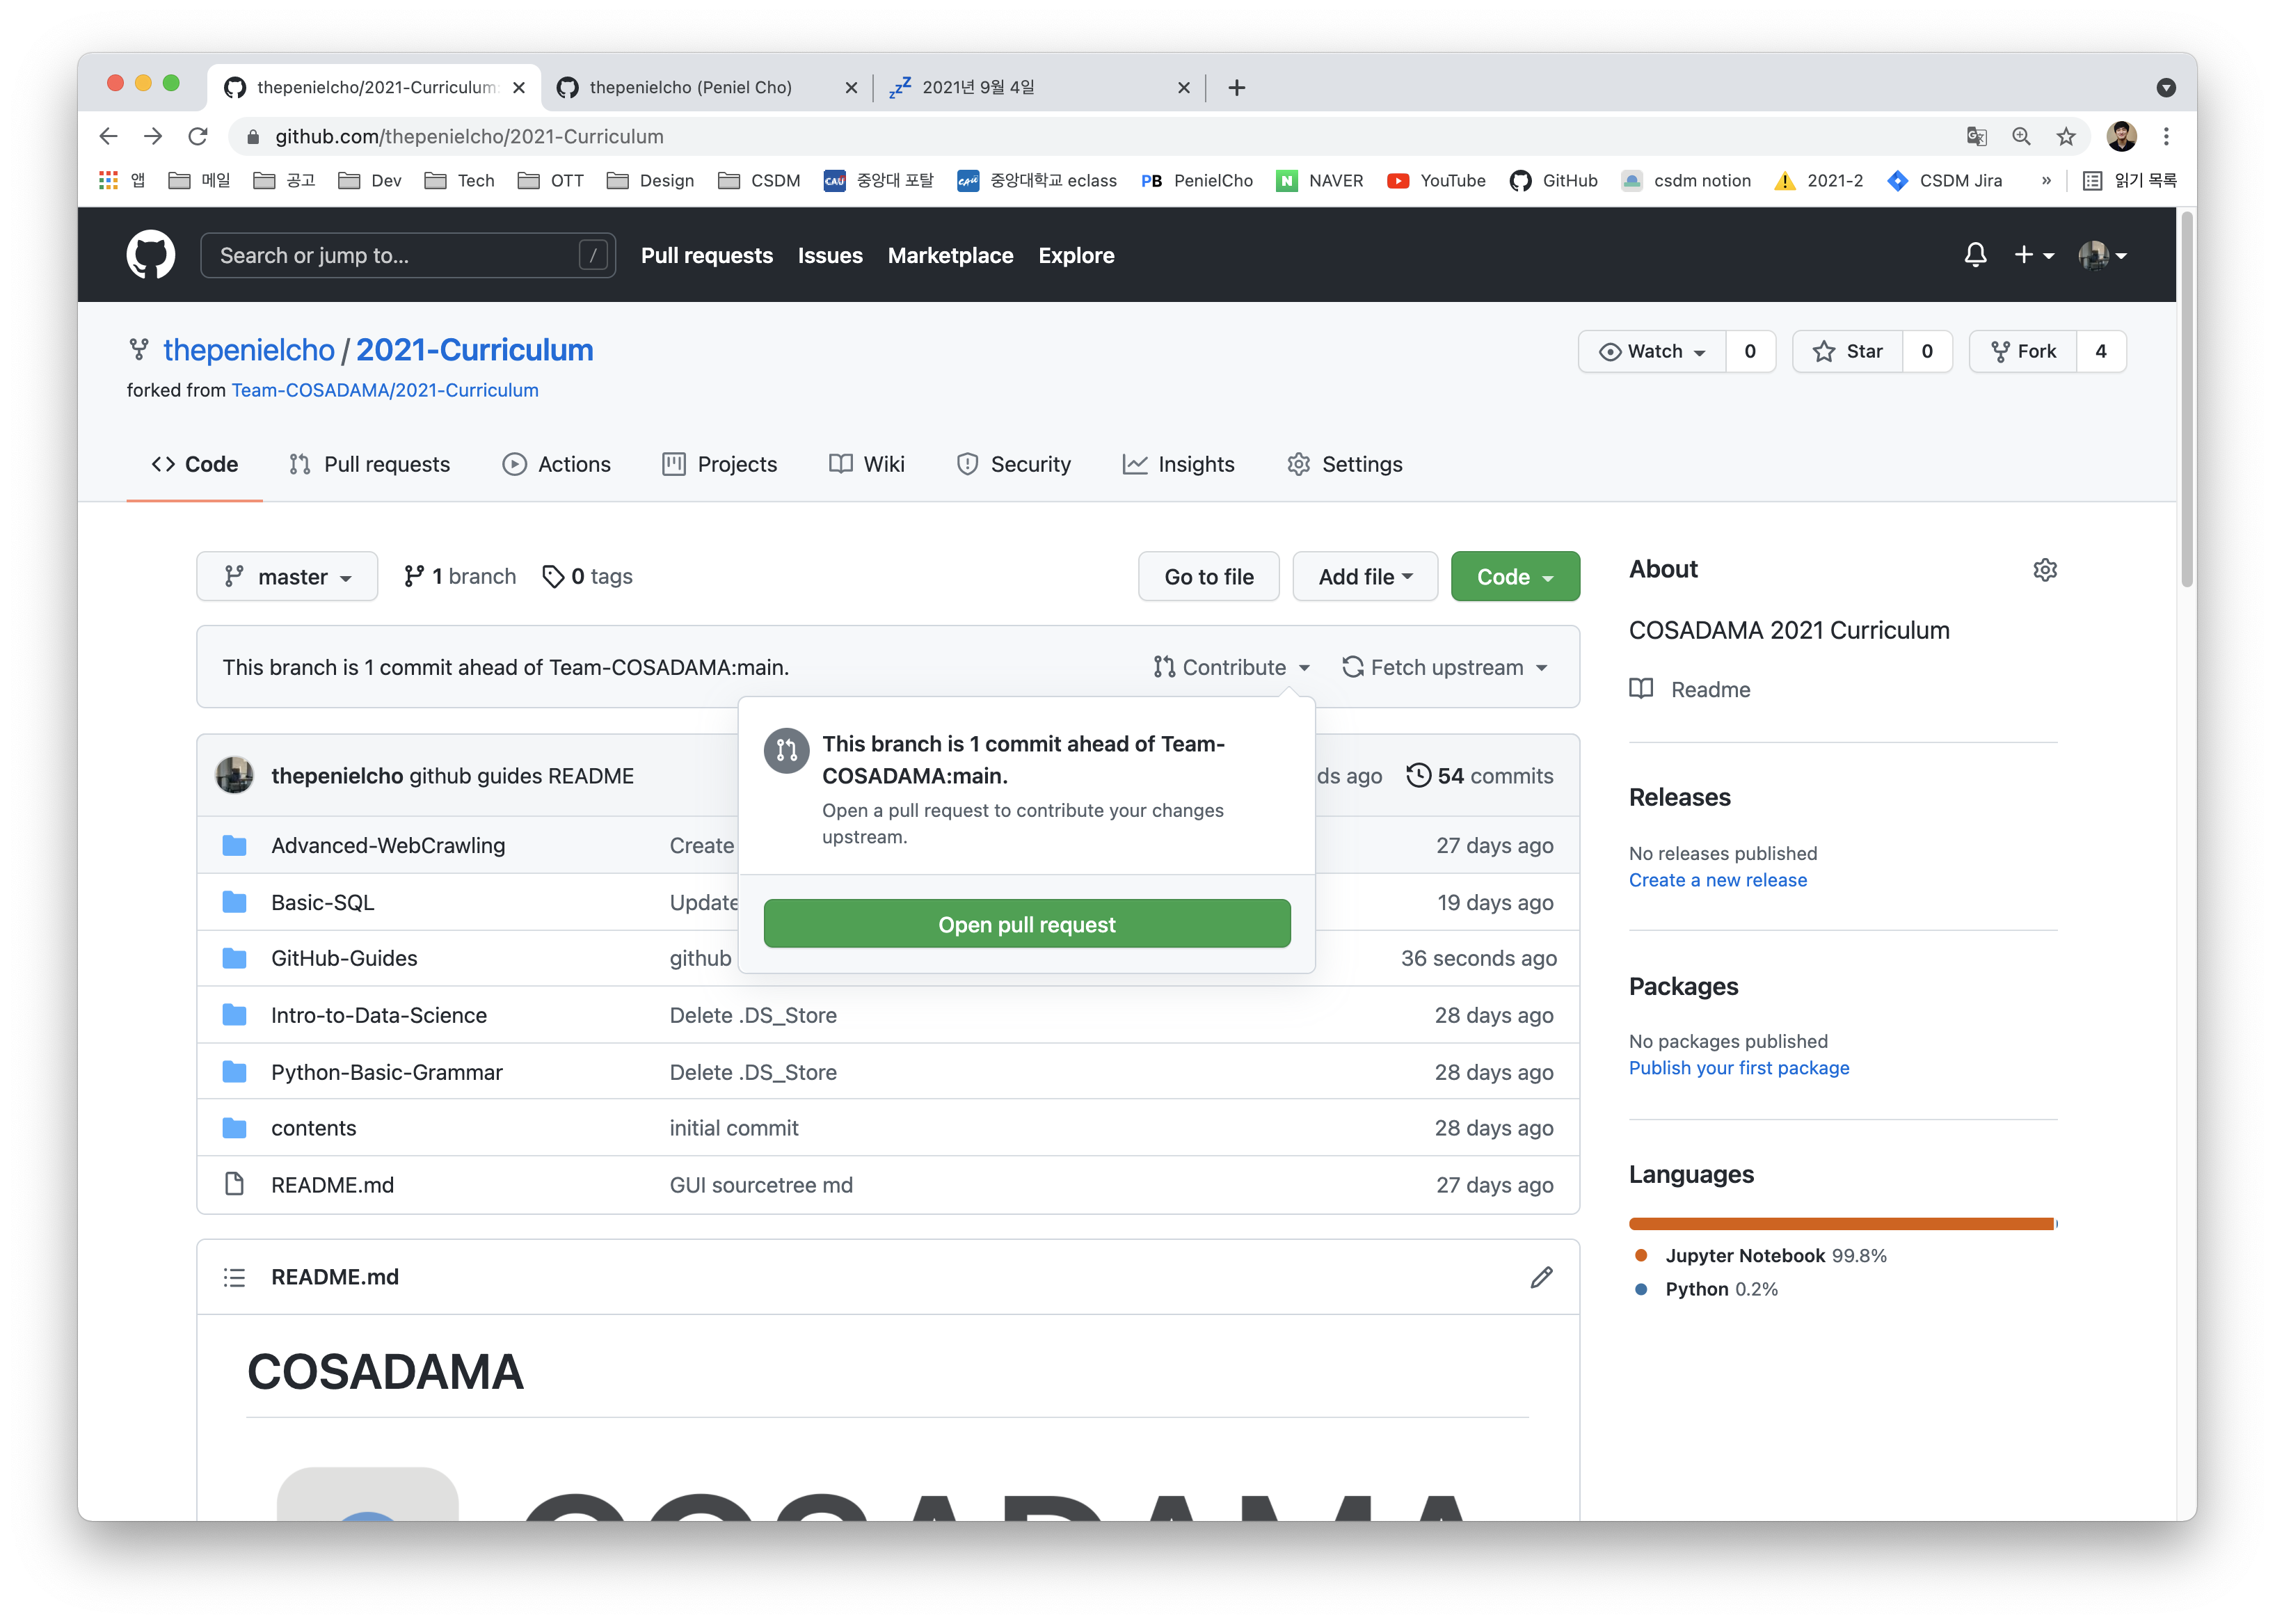 thepenielcho/2021-Curriculum:
thepenielcho (Peniel Cho)
2021년 9월 4일
github.com/thepenielcho/2021-Curriculum
앱 메일 공고 Dev Tech OTT Design CSDM CAU 중앙대 포탈 CAU 중앙대학교 eclass PB PenielCho N NAVER YouTube GitHub csdm notion 2021-2 CSDM Jira » 읽기 목록
Search or jump to... / Pull requests Issues Marketplace Explore
thepenielcho / 2021-Curriculum
Watch 0 Star 0 Fork 4
forked from Team-COSADAMA/2021-Curriculum
Code Pull requests Actions Projects Wiki Security Insights Settings
master 1 branch 0 tags Go to file Add file Code
This branch is 1 commit ahead of Team-COSADAMA:main. Contribute Fetch upstream
This branch is 1 commit ahead of Team-
COSADAMA:main.
Open a pull request to contribute your changes
upstream.
Open pull request
thepenielcho github guides README ds ago 54 commits
Advanced-WebCrawling Create 27 days ago
Basic-SQL Update 19 days ago
GitHub-Guides github 36 seconds ago
Intro-to-Data-Science Delete .DS_Store 28 days ago
Python-Basic-Grammar Delete .DS_Store 28 days ago
contents initial commit 28 days ago
README.md GUI sourcetree md 27 days ago
README.md
COSADAMA
COSADAMA
About
COSADAMA 2021 Curriculum
Readme
Releases
No releases published
Create a new release
Packages
No packages published
Publish your first package
Languages
Jupyter Notebook 99.8%
Python 0.2%